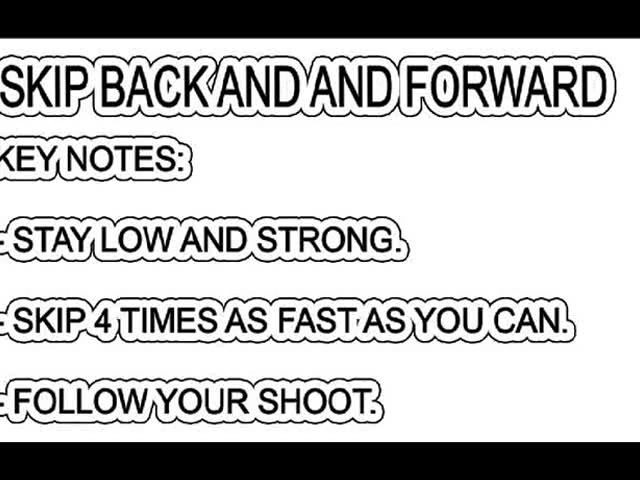 SKIP BACK AND AND FORWARD
KEY NOTES:
- STAY LOW AND STRONG.
- SKIP 4 TIMES AS FAST AS YOU CAN.
- FOLLOW YOUR SHOOT.